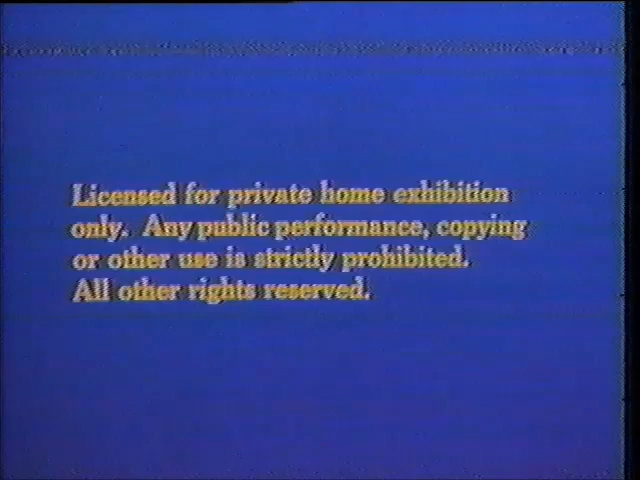 Licensed for private home exhibition
only. Any public performance, copying
or other use is strictly prohibited.
All other rights reserved.